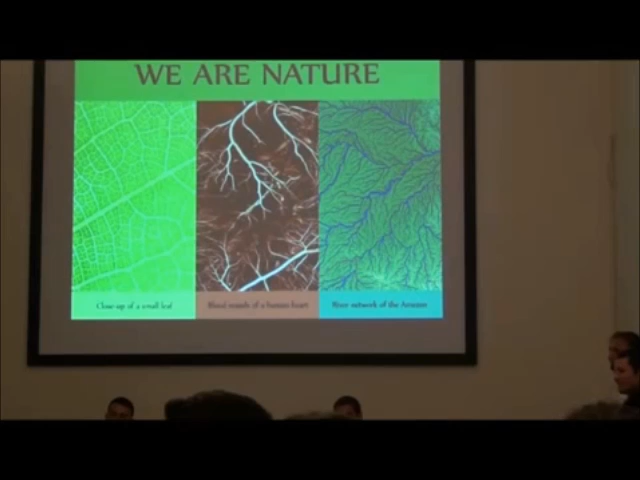 WE ARE NATURE
Close-up of a small leaf
Blood vessels of a human heart
River network of the Amazon